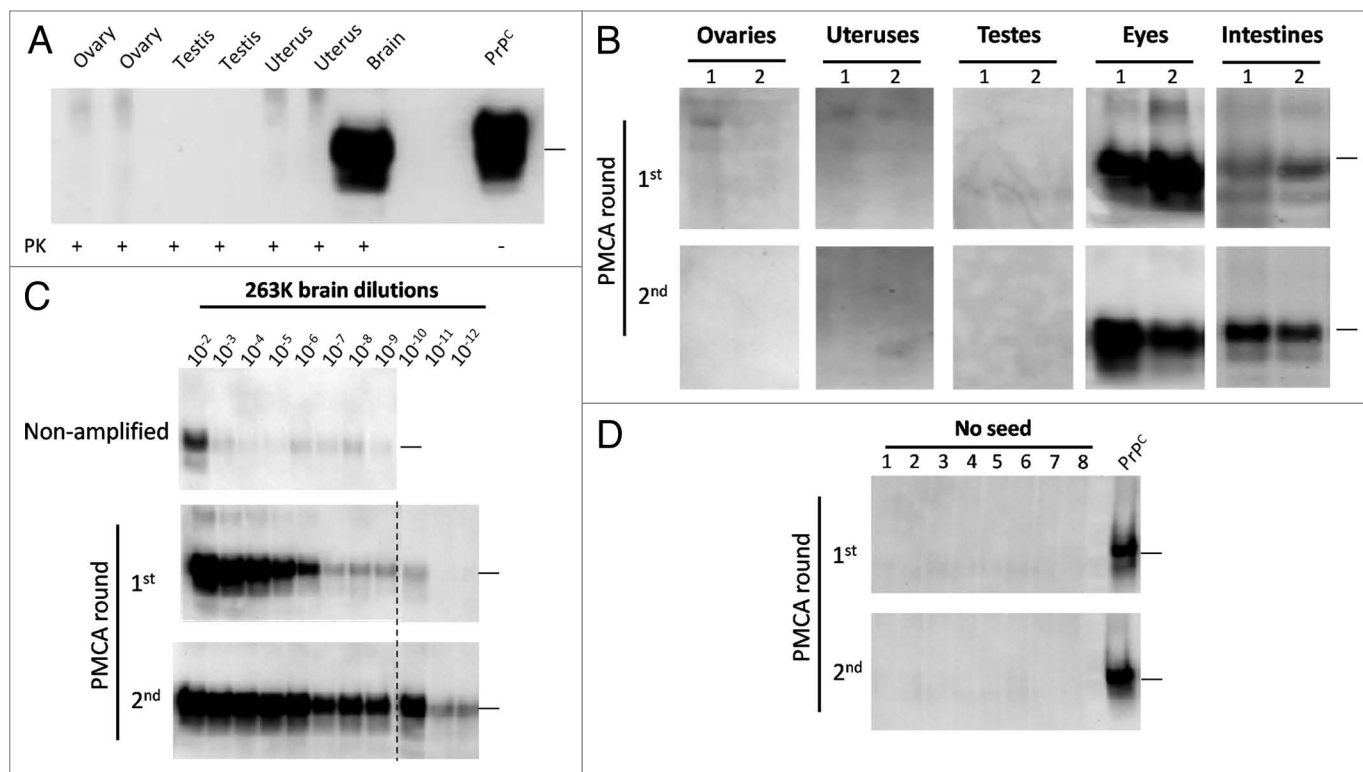 A
Ovary Ovary Testis Testis Uterus Uterus Brain PrPᶜ
PK + + + + + + + -
B
Ovaries Uteruses Testes Eyes Intestines
1 2 1 2 1 2 1 2 1 2
PMCA round
1st
2nd
C
263K brain dilutions
10⁻² 10⁻³ 10⁻⁴ 10⁻⁵ 10⁻⁶ 10⁻⁷ 10⁻⁸ 10⁻⁹ 10⁻¹⁰ 10⁻¹¹ 10⁻¹²
Non-amplified
PMCA round
1st
2nd
D
No seed
1 2 3 4 5 6 7 8 PrPᶜ
PMCA round
1st
2nd